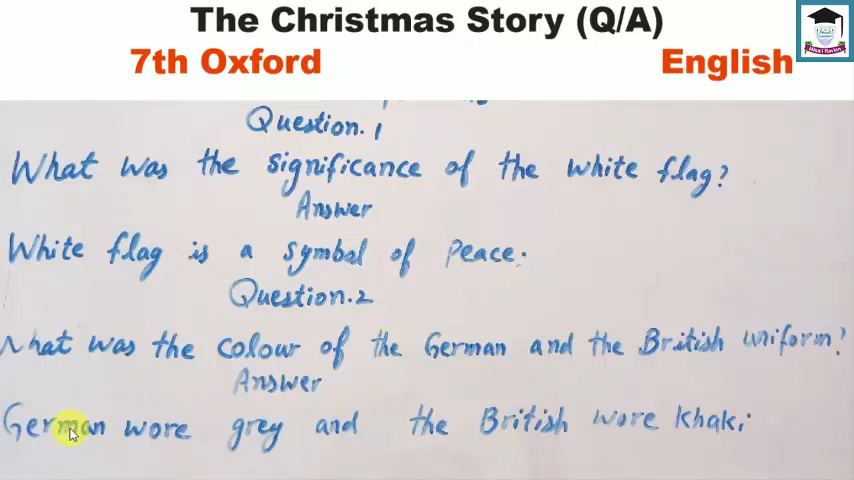 The Christmas Story (Q/A)
7th Oxford English
Question.1
What was the significance of the white flag?
Answer
White flag is a symbol of Peace.
Question.2
What was the colour of the German and the British uniform?
Answer
German wore grey and the British wore khaki